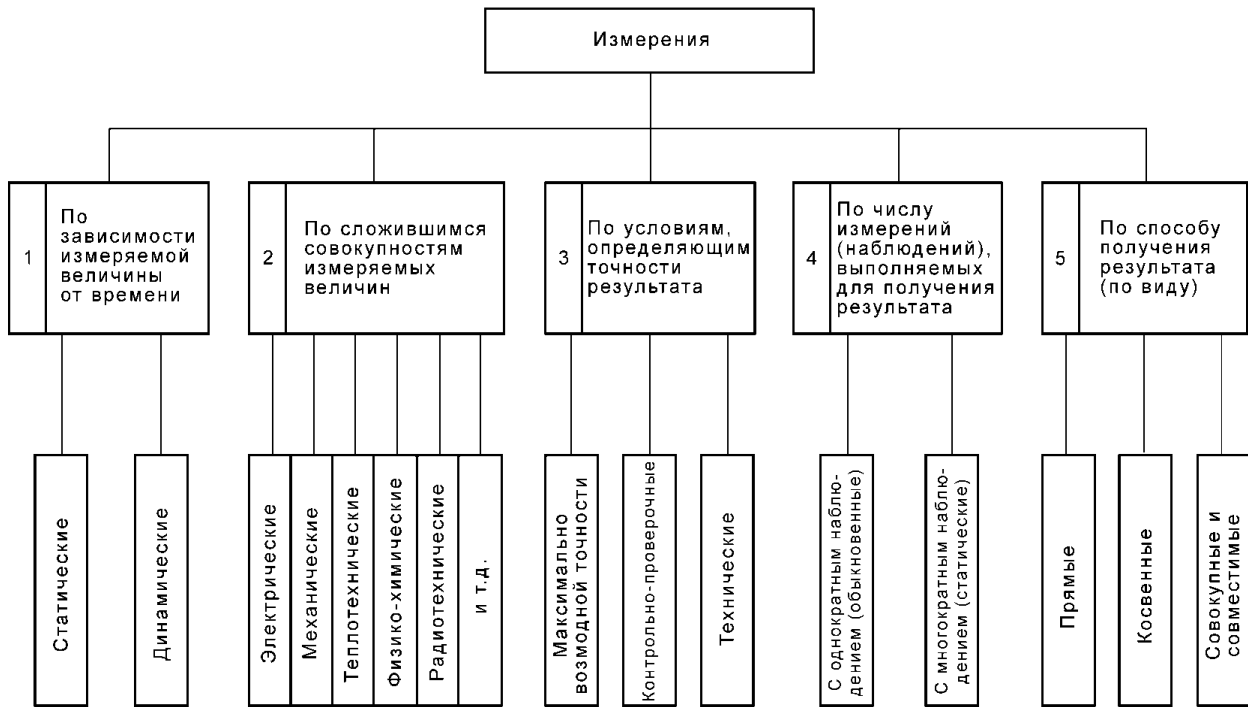 Измерения
1
По
зависимости
измеряемой
величины
от времени
2
По сложившимся
совокупностям
измеряемых
величин
3
По условиям,
определяющим
точности
результата
4
По числу
измерений
(наблюдений),
выполняемых
для получения
результата
5
По способу
получения
результата
(по виду)
Статические
Динамические
Электрические
Механические
Теплотехнические
Физико-химические
Радиотехнические
и т.д.
Максимально
возмодной точности
Контрольно-проверочные
Технические
С однократным наблю-
дением (обыкновенные)
С многократным наблю-
дением (статические)
Прямые
Косвенные
Совокупные и
совместимые